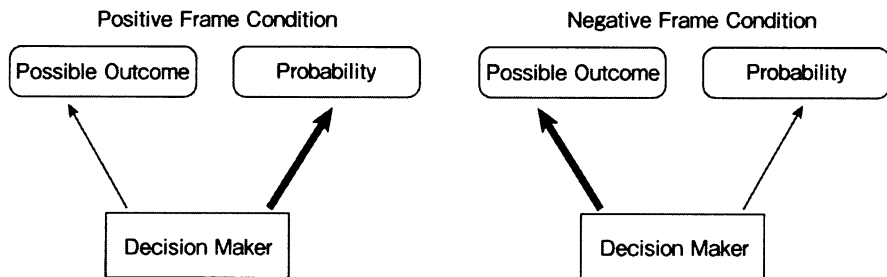 Positive Frame Condition
Possible Outcome
Probability
Decision Maker
Negative Frame Condition
Possible Outcome
Probability
Decision Maker